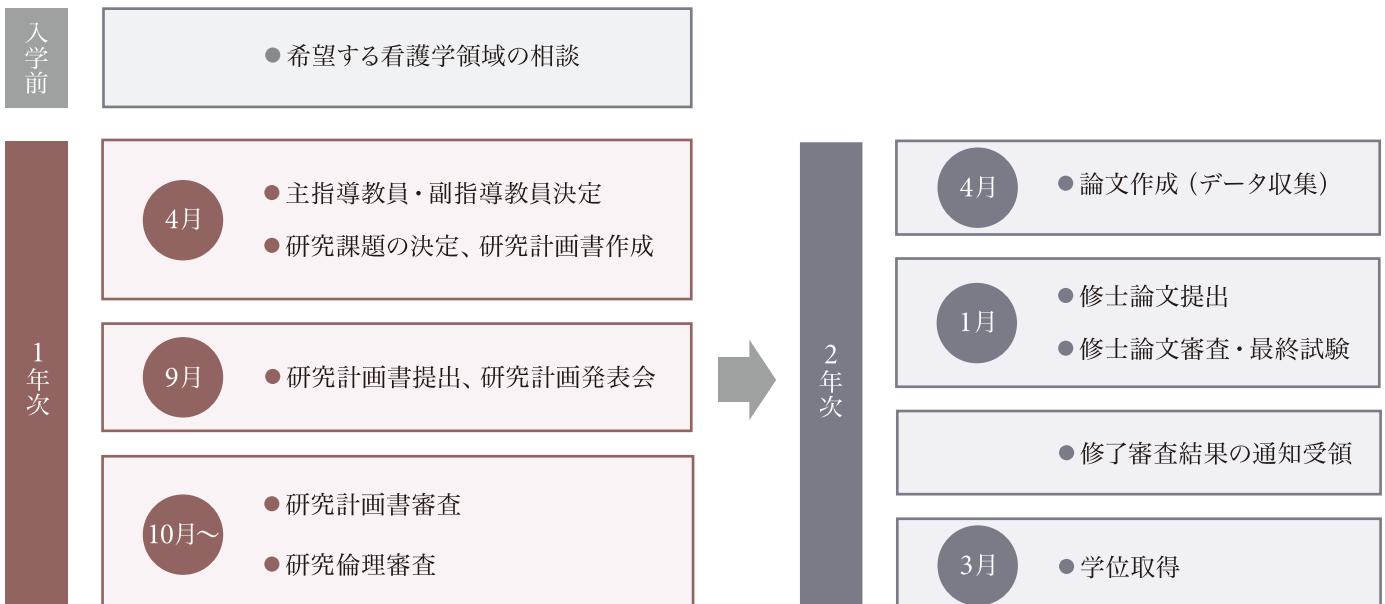 入学前
● 希望する看護学領域の相談
1年次
4月
● 主指導教員・副指導教員決定
● 研究課題の決定、研究計画書作成
9月
● 研究計画書提出、研究計画発表会
10月～
● 研究計画書審査
● 研究倫理審査
2年次
4月
● 論文作成（データ収集）
1月
● 修士論文提出
● 修士論文審査・最終試験
● 修了審査結果の通知受領
3月
● 学位取得